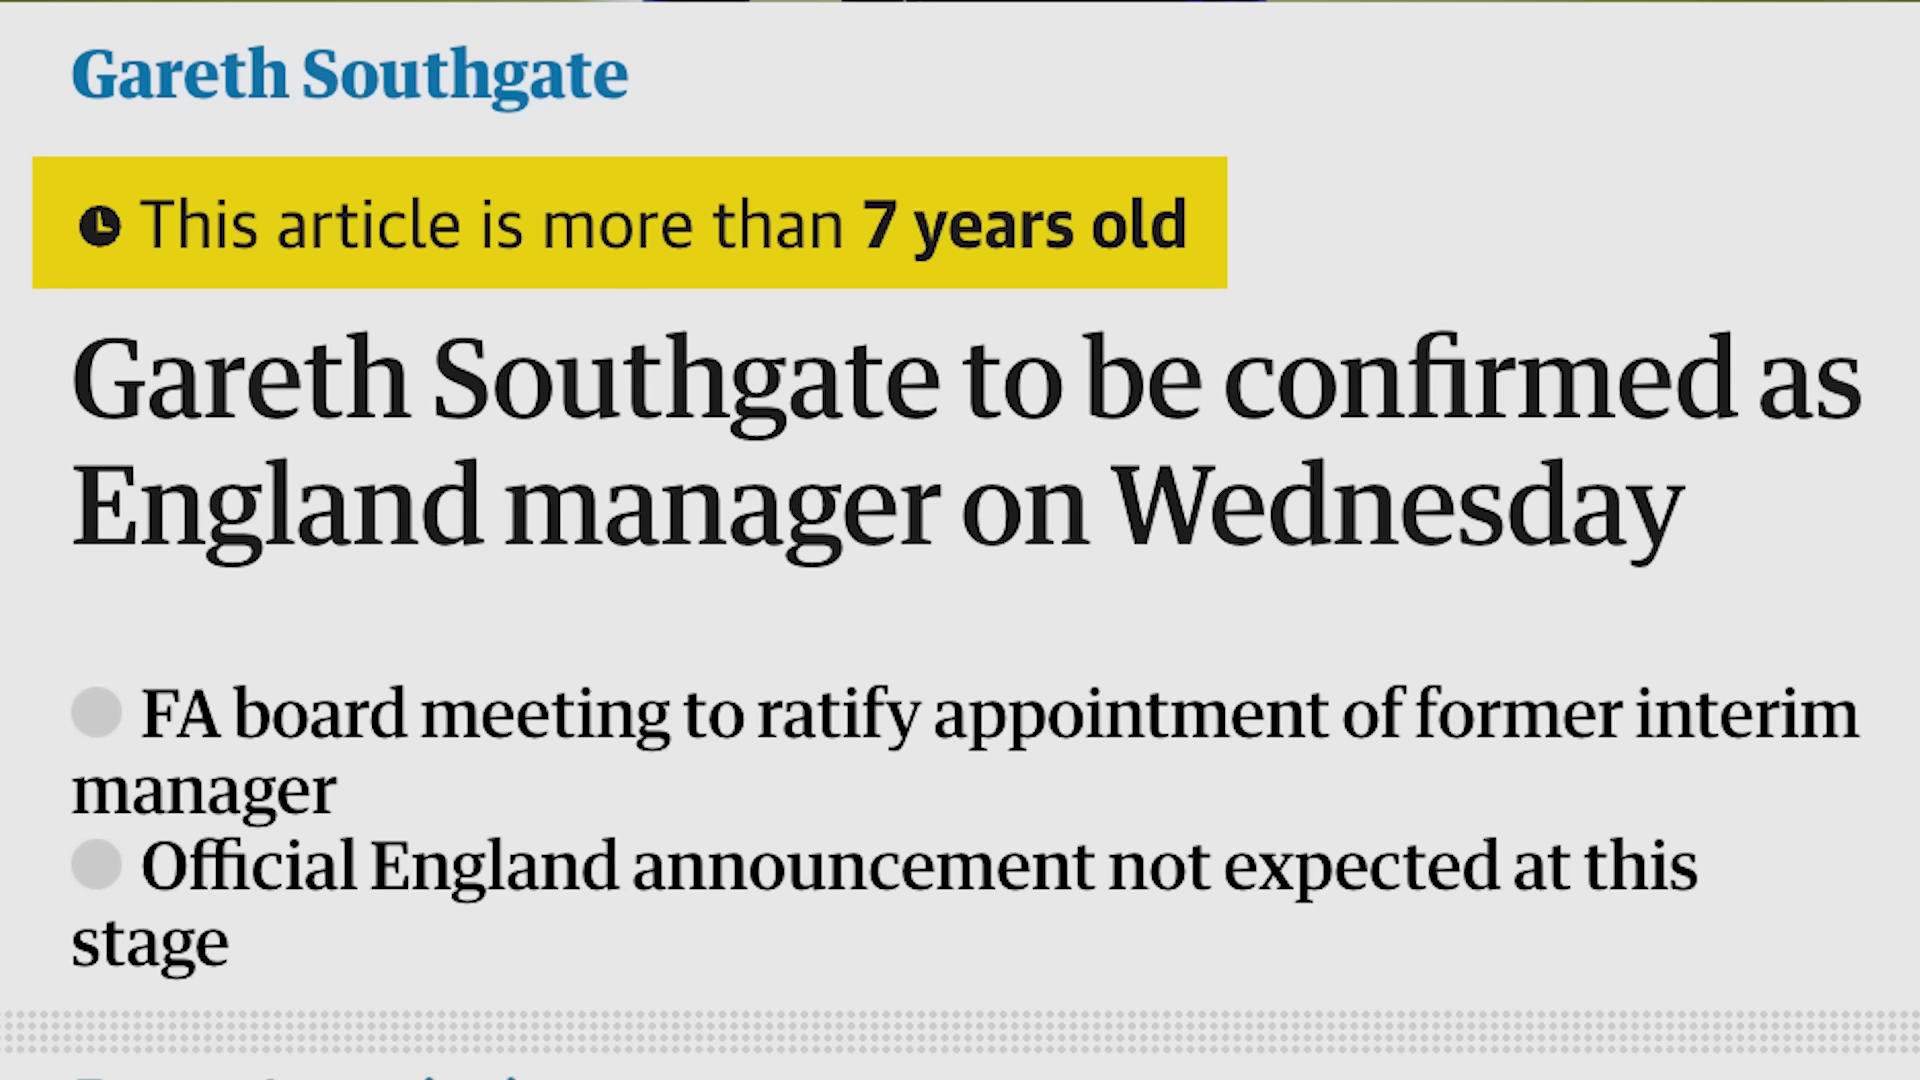 Gareth Southgate
This article is more than 7 years old
Gareth Southgate to be confirmed as
England manager on Wednesday
FA board meeting to ratify appointment of former interim
manager
Official England announcement not expected at this
stage